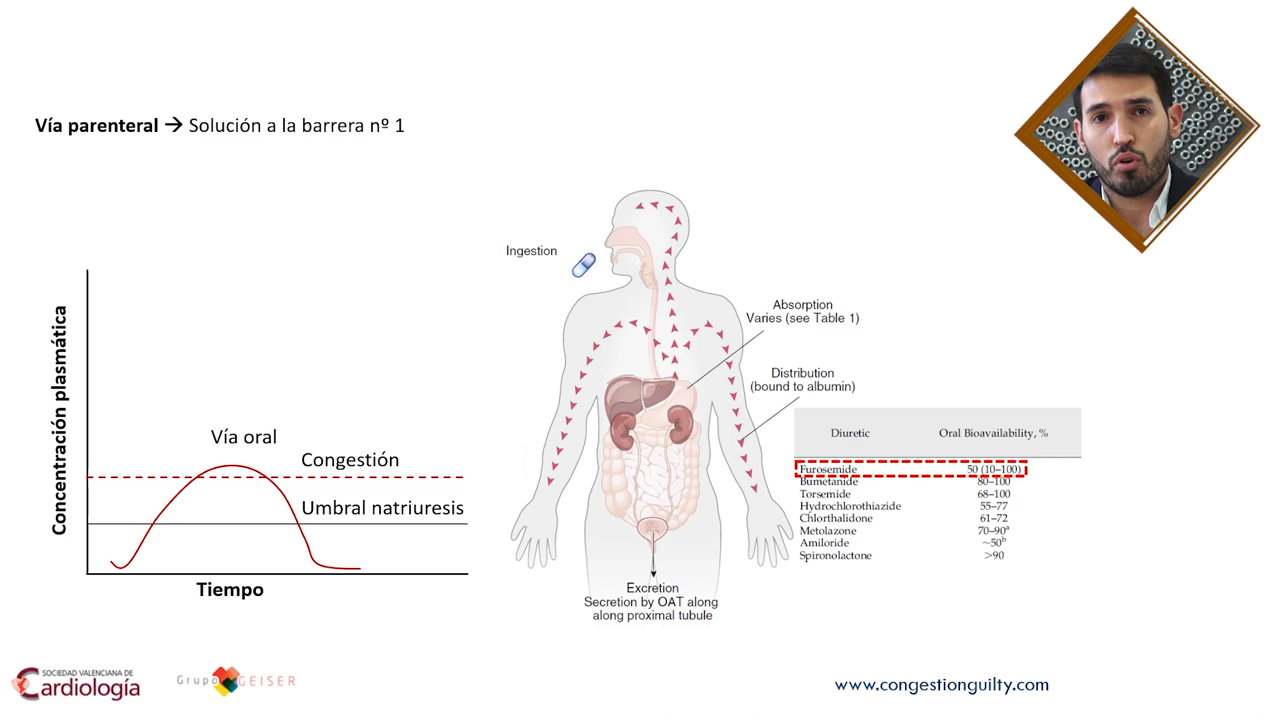 Vía parenteral → Solución a la barrera nº 1
Ingestion
Absorption
Varies (see Table 1)
Distribution
(bound to albumin)
Concentración plasmática
Vía oral
Congestión
Umbral natriuresis
Tiempo
Diuretic Oral Bioavailability, %
Furosemide 50 (10–100)
Bumetanide 80–100
Torsemide 68–100
Hydrochlorothiazide 55–77
Chlorthalidone 61–72
Metolazone 70–90ᵃ
Amiloride ~50ᵇ
Spironolactone >90
Excretion
Secretion by OAT along
along proximal tubule
SOCIEDAD VALENCIANA DE
Cardiología
Grupo GEISER
www.congestionguilty.com